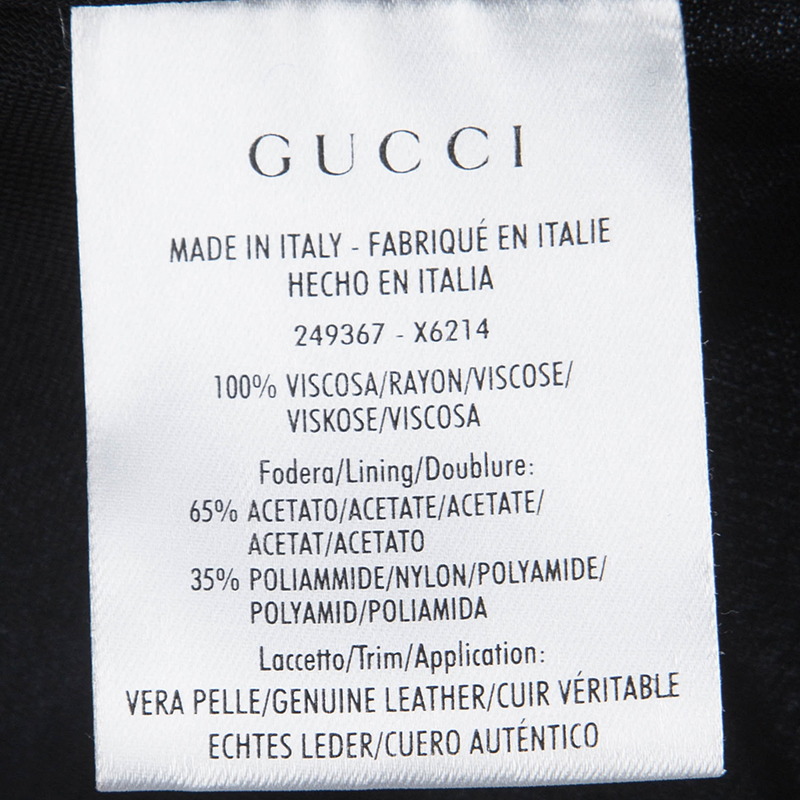 GUCCI
MADE IN ITALY - FABRIQUÉ EN ITALIE
HECHO EN ITALIA
249367 - X6214
100% VISCOSA/RAYON/VISCOSE/
VISKOSE/VISCOSA
Fodera/Lining/Doublure:
65% ACETATO/ACETATE/ACETATE/
ACETAT/ACETATO
35% POLIAMMIDE/NYLON/POLYAMIDE/
POLYAMID/POLIAMIDA
Laccetto/Trim/Application:
VERA PELLE/GENUINE LEATHER/CUIR VÉRITABLE
ECHTES LEDER/CUERO AUTÉNTICO